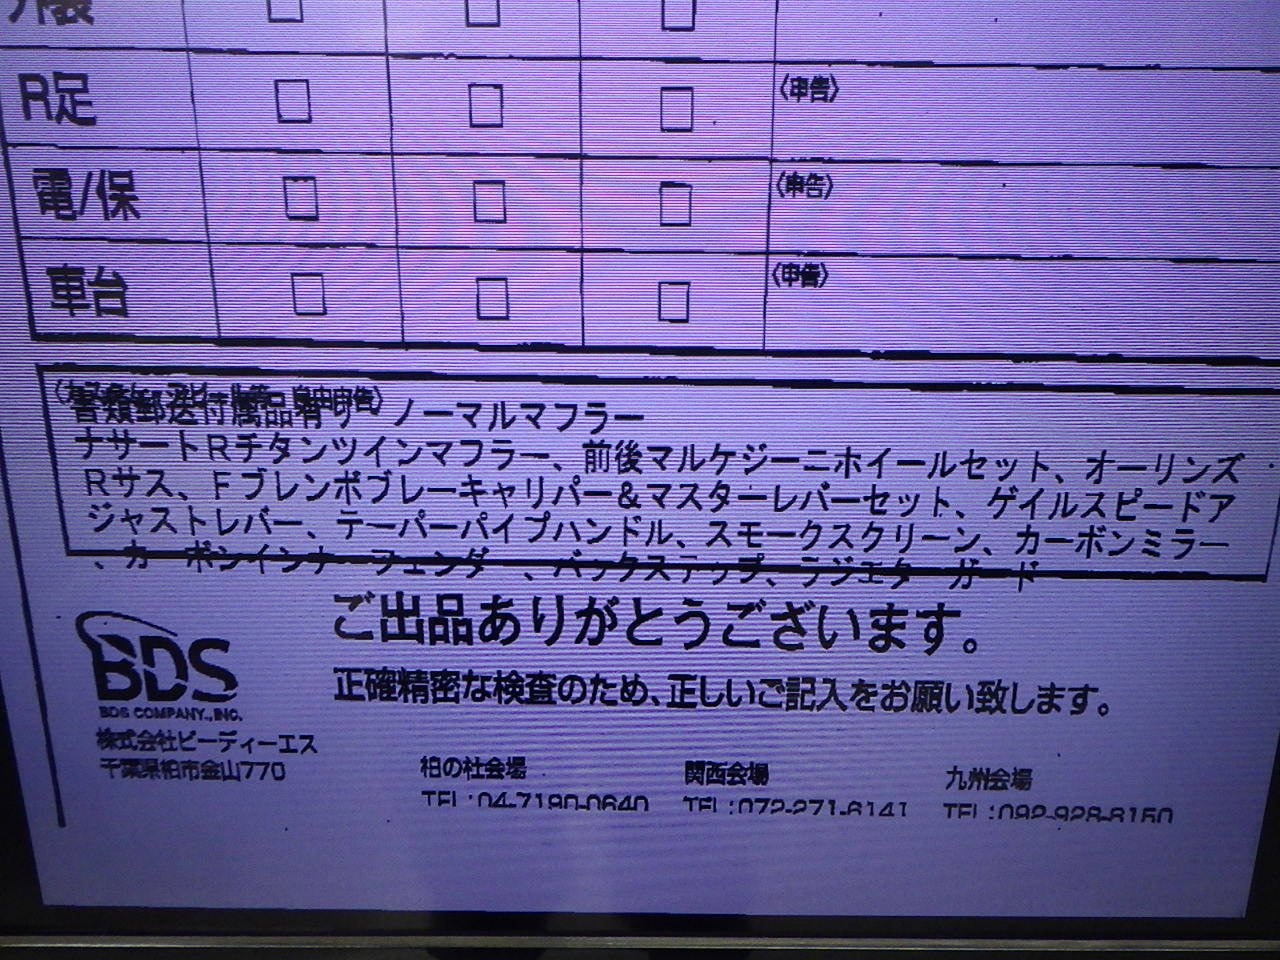 R足 □ □ □ 〈申告〉
電/保 □ □ □ 〈申告〉
車台 □ □ □ 〈申告〉
書類郵送付属品有り ノーマルマフラー
ナサートRチタンツインマフラー、前後マルケジーニホイールセット、オーリンズ
Rサス、Fブレンボブレーキャリパー&マスターレバーセット、ゲイルスピードア
ジャストレバー、テーパーパイプハンドル、スモークスクリーン、カーボンミラー
、カーボンインナーフェンダー、バックステップ、ラジエターガード
ご出品ありがとうございます。
正確精密な検査のため、正しいご記入をお願い致します。
BDS
BDS COMPANY.,INC.
株式会社ビーディーエス
千葉県柏市金山770
柏の杜会場 関西会場 九州会場
TEL:04-7190-0640 TEL:072-271-6141 TEL:092-928-8150